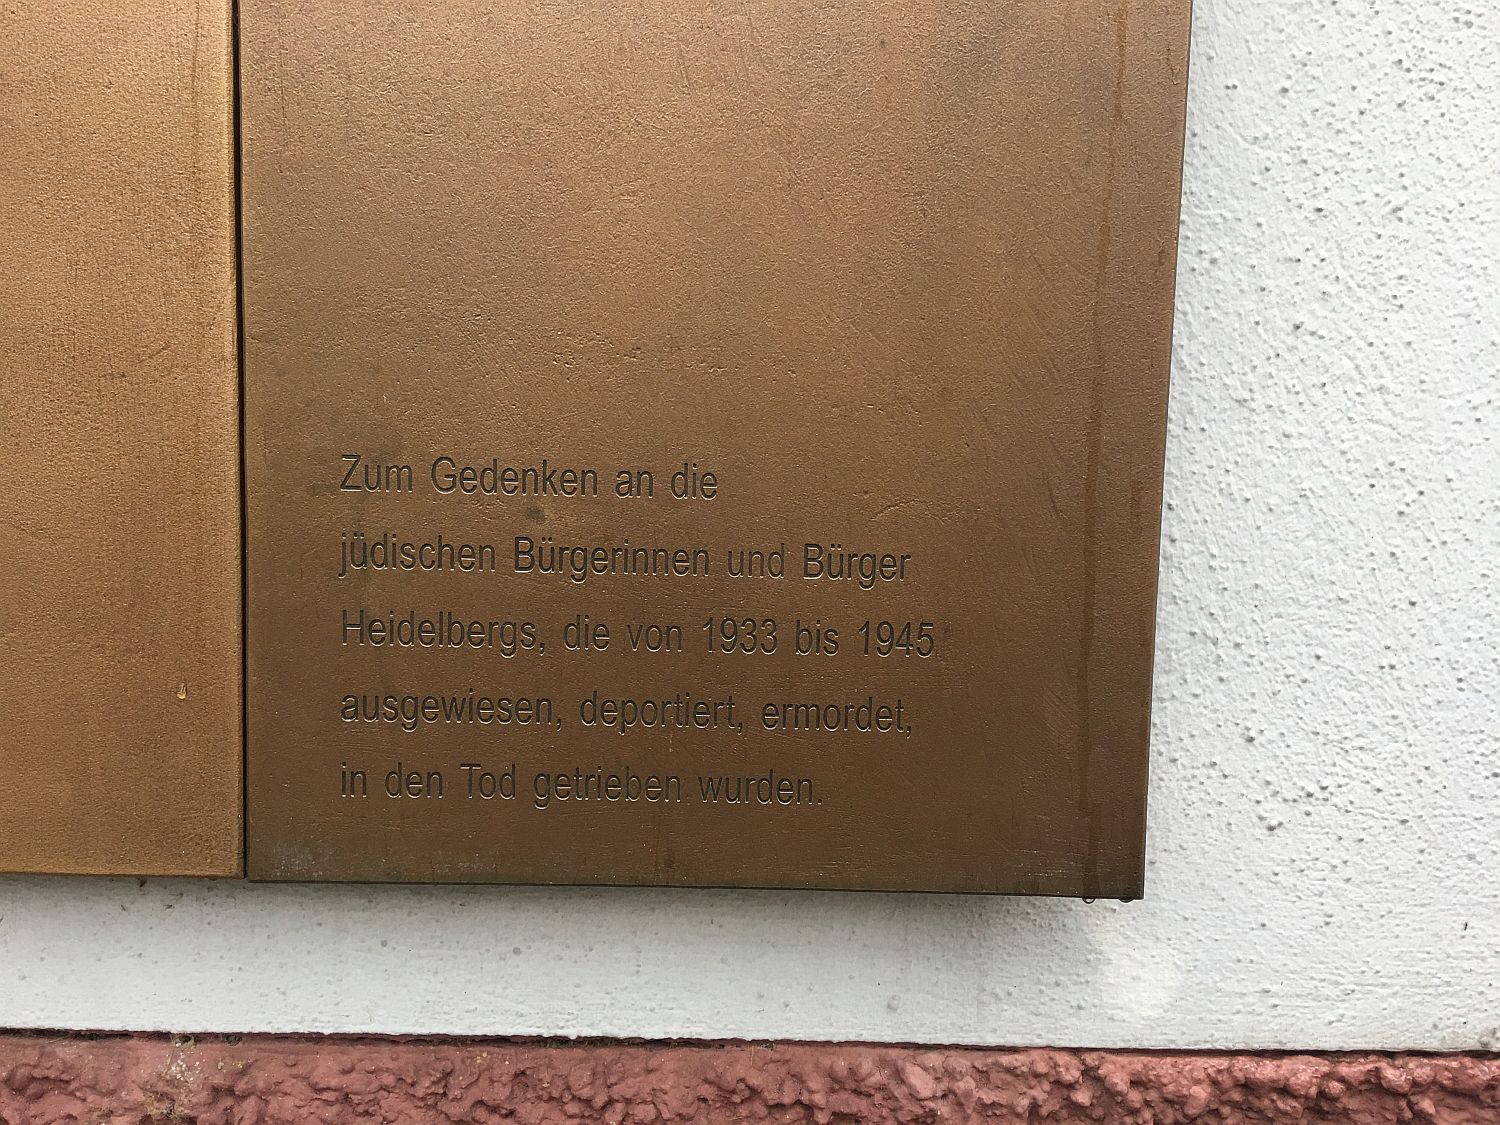 Zum Gedenken an die
jüdischen Bürgerinnen und Bürger
Heidelbergs, die von 1933 bis 1945
ausgewiesen, deportiert, ermordet,
in den Tod getrieben wurden.